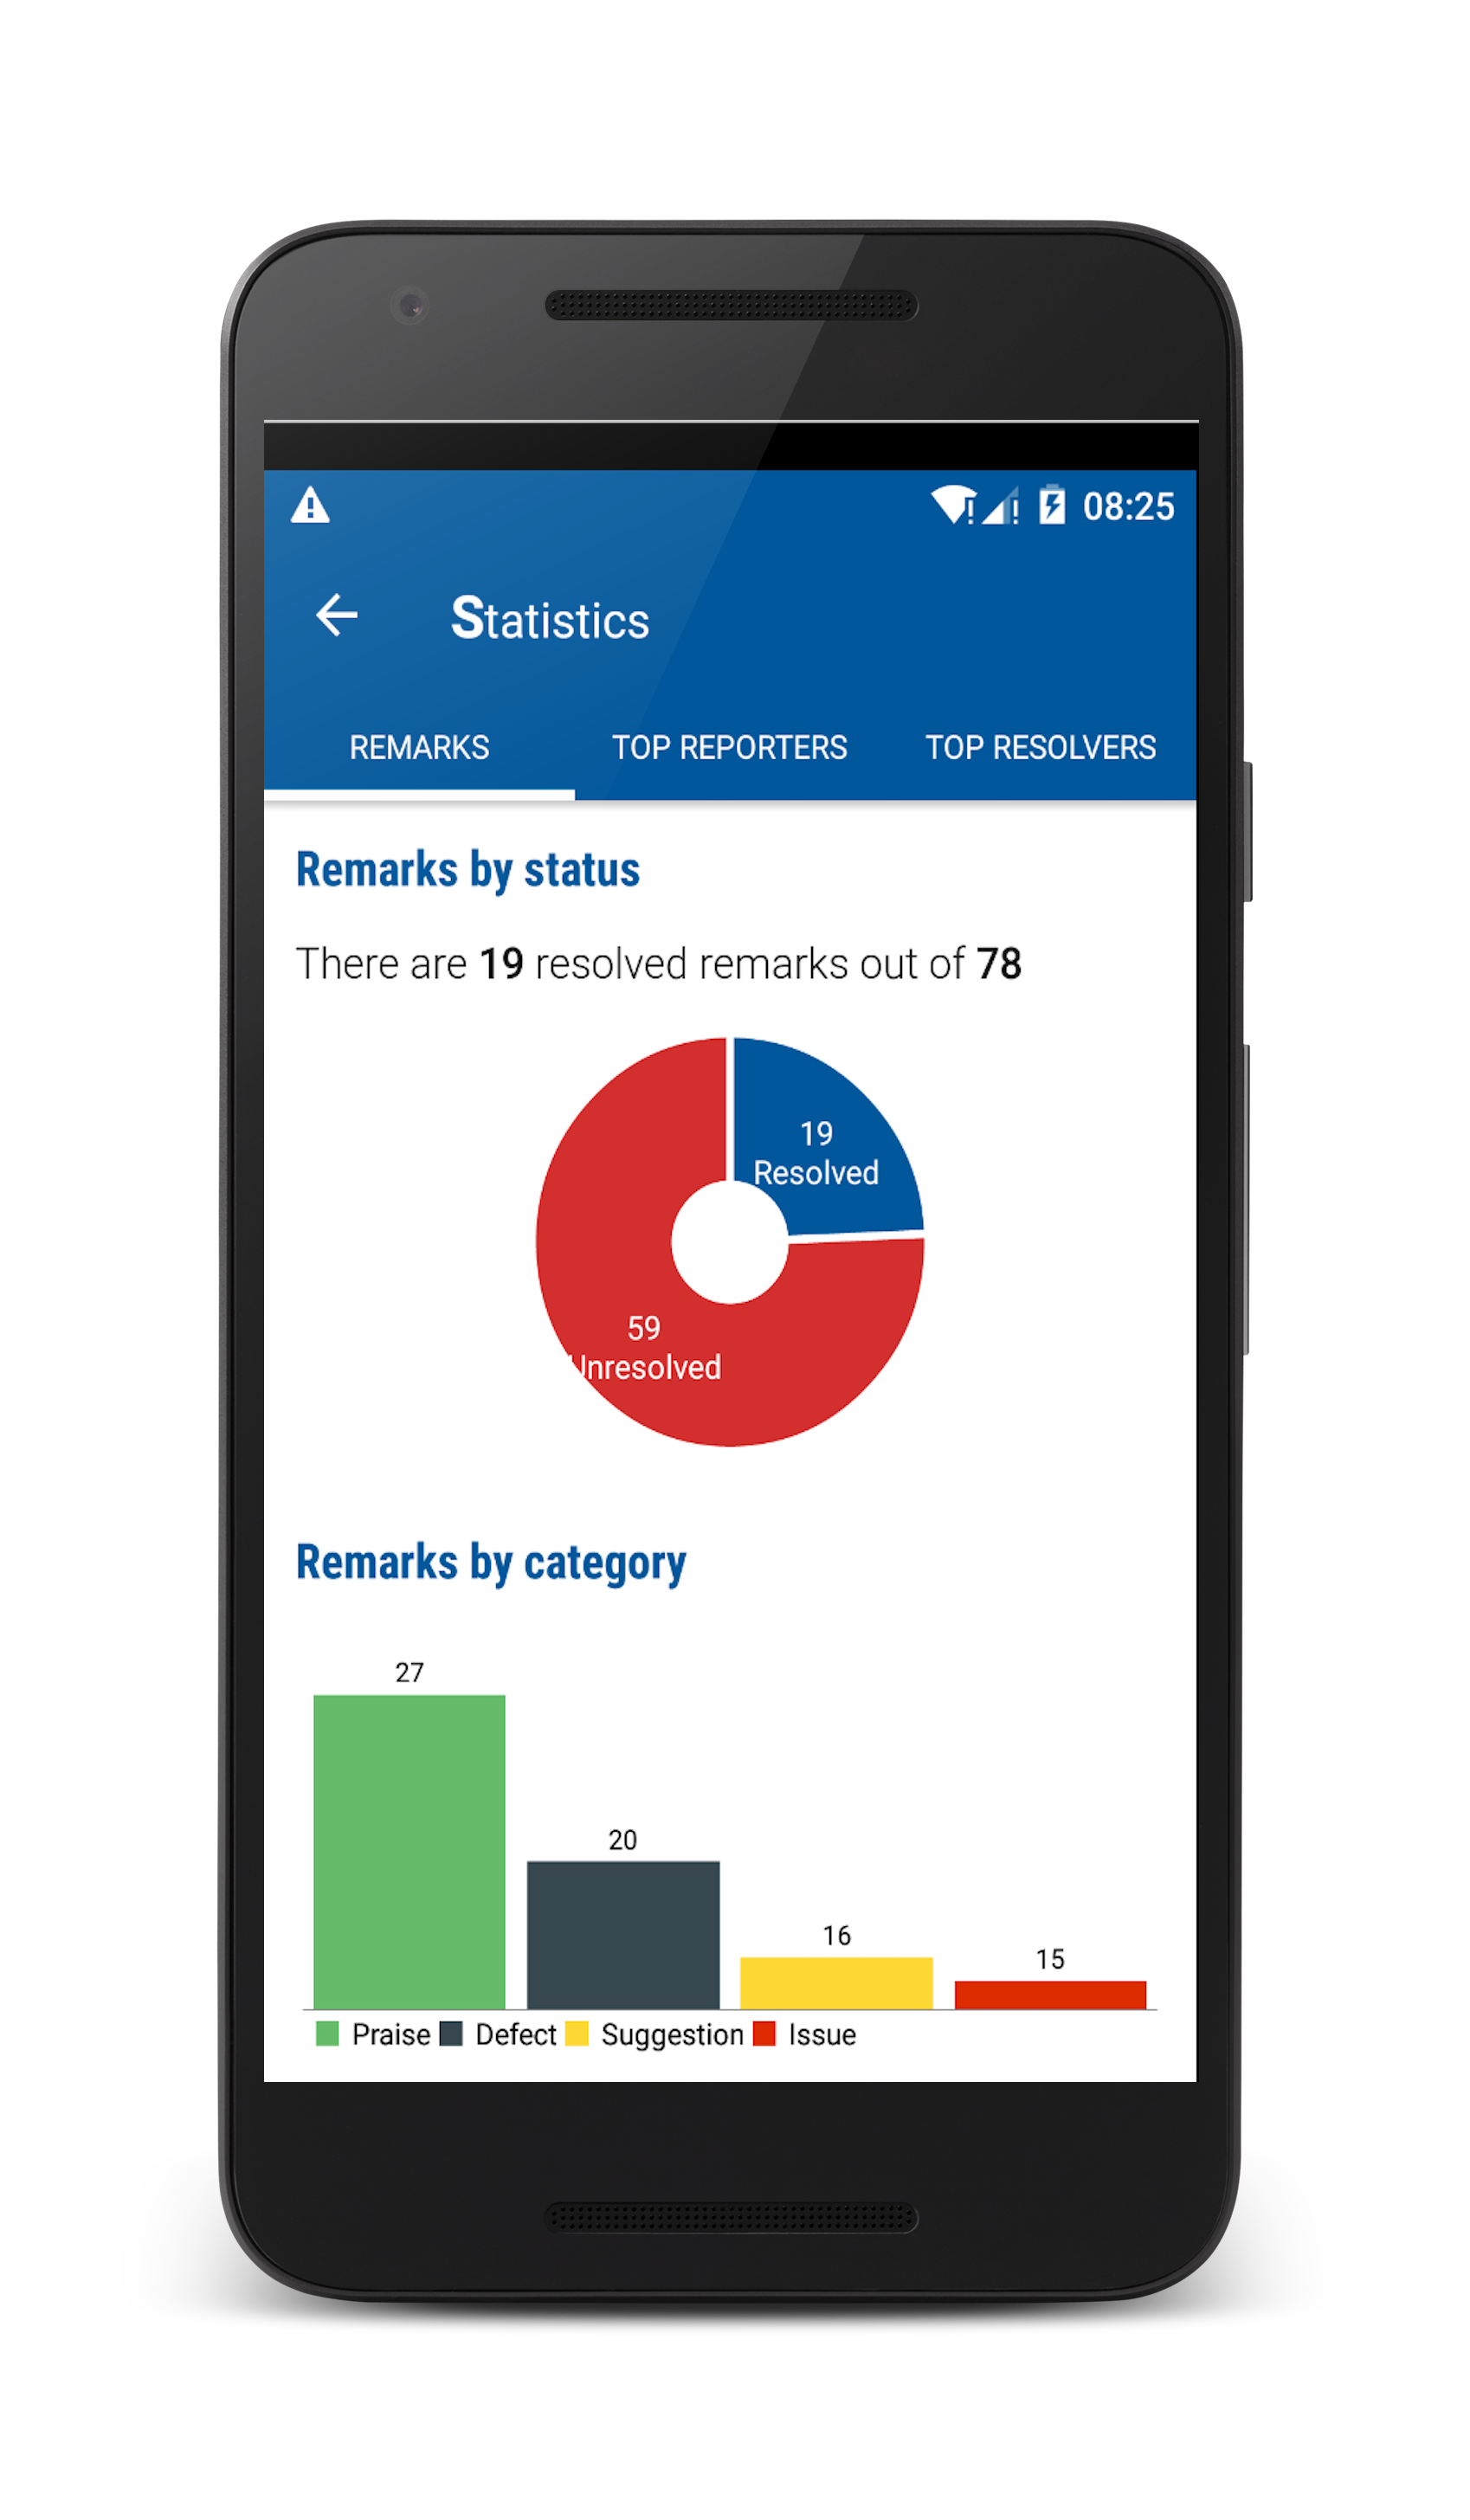 08:25
Statistics
REMARKS TOP REPORTERS TOP RESOLVERS
Remarks by status
There are 19 resolved remarks out of 78
19
Resolved
59
Unresolved
Remarks by category
27
20
16
15
Praise Defect Suggestion Issue